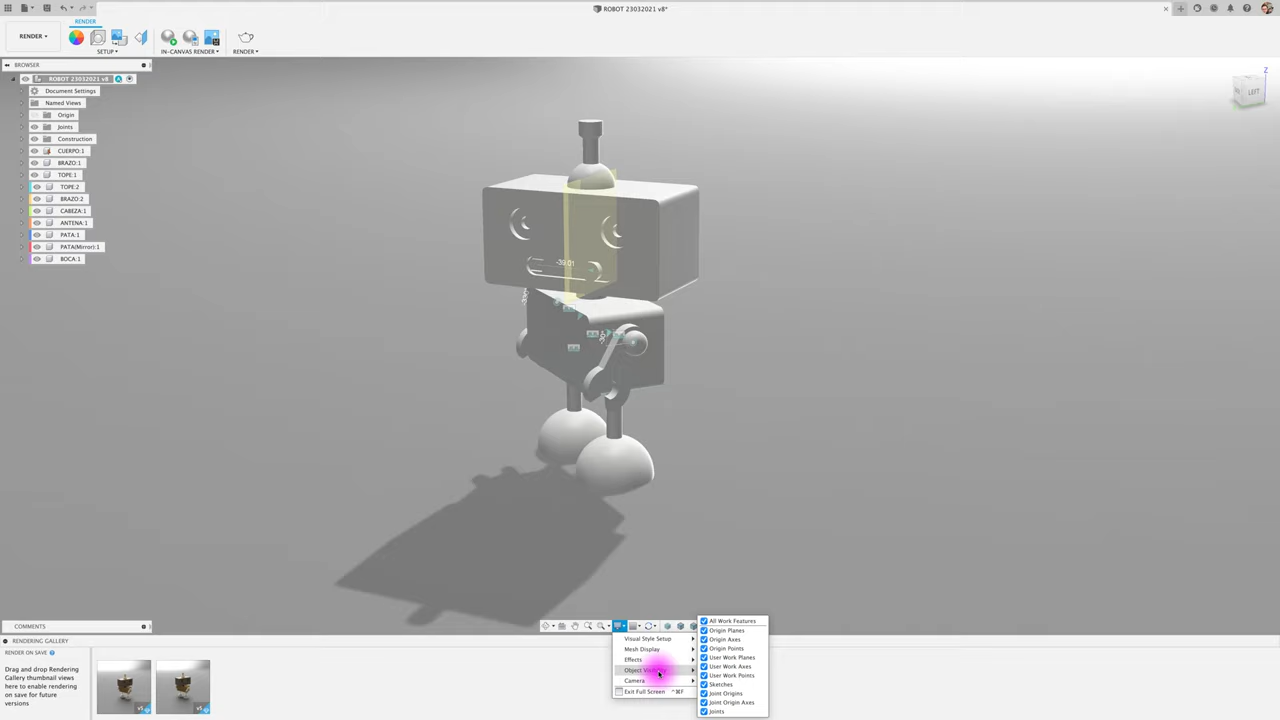 ROBOT 23032021 v8*
RENDER
RENDER ▾
SETUP ▾
IN-CANVAS RENDER ▾
RENDER ▾
BROWSER
ROBOT 23032021 v8
Document Settings
Named Views
Origin
Joints
Construction
CUERPO:1
BRAZO:1
TOPE:1
TOPE:2
BRAZO:2
CABEZA:1
ANTENA:1
PATA:1
PATA(Mirror):1
BOCA:1
Z
LEFT
-39.01
COMMENTS
Visual Style Setup
Mesh Display
Effects
Object Visibility
Camera
Exit Full Screen ^⌘F
All Work Features
Origin Planes
Origin Axes
Origin Points
User Work Planes
User Work Axes
User Work Points
Sketches
Joint Origins
Joint Origin Axes
Joints
RENDERING GALLERY
RENDER ON SAVE
Drag and drop Rendering
Gallery thumbnail views
here to enable rendering
on save for future
versions
v5
v5